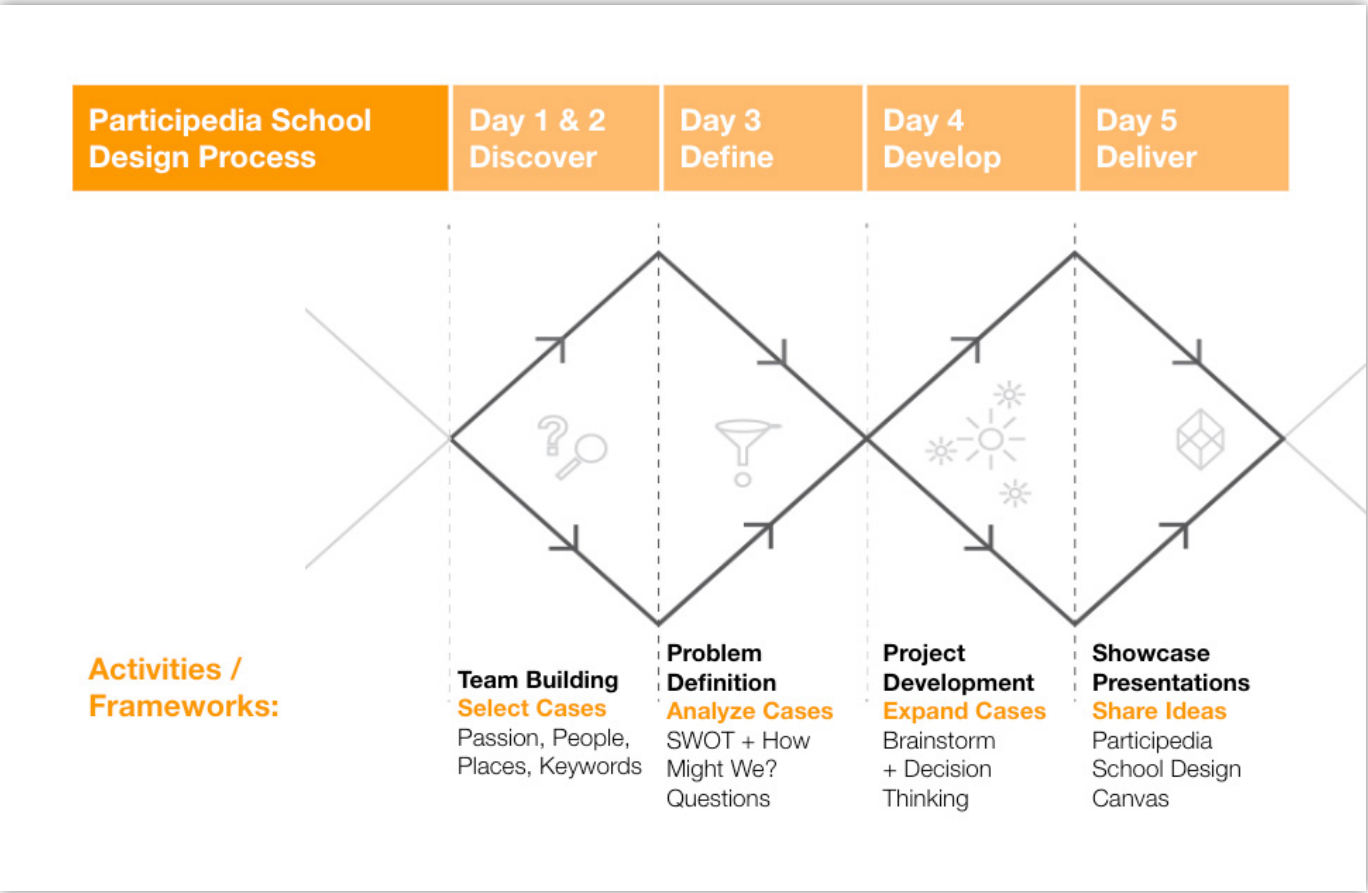 Participedia School
Design Process
Day 1 & 2
Discover
Day 3
Define
Day 4
Develop
Day 5
Deliver
?
Activities /
Frameworks:
Team Building
Select Cases
Passion, People,
Places, Keywords
Problem
Definition
Analyze Cases
SWOT + How
Might We?
Questions
Project
Development
Expand Cases
Brainstorm
+ Decision
Thinking
Showcase
Presentations
Share Ideas
Participedia
School Design
Canvas